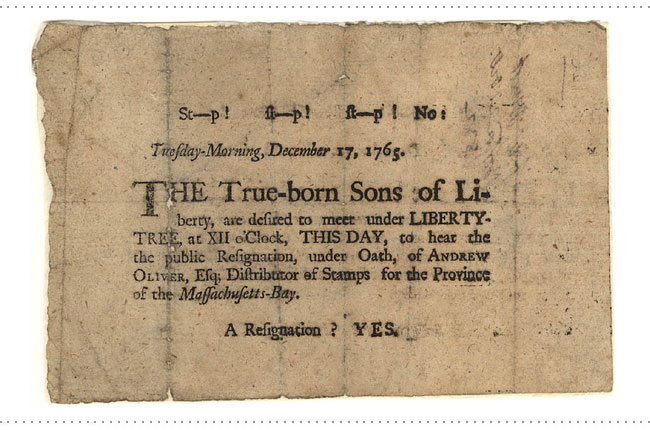 St—p! ſt—p! ſt—p! No:
Tueſday-Morning, December 17, 1765.
THE True-born Sons of Li-
berty, are deſired to meet under LIBERTY-
TREE, at XII o'Clock, THIS DAY, to hear the
the public Reſignation, under Oath, of ANDREW
OLIVER, Eſq; Diſtributor of Stamps for the Province
of the Maſſachuſetts-Bay.
A Reſignation? YES.